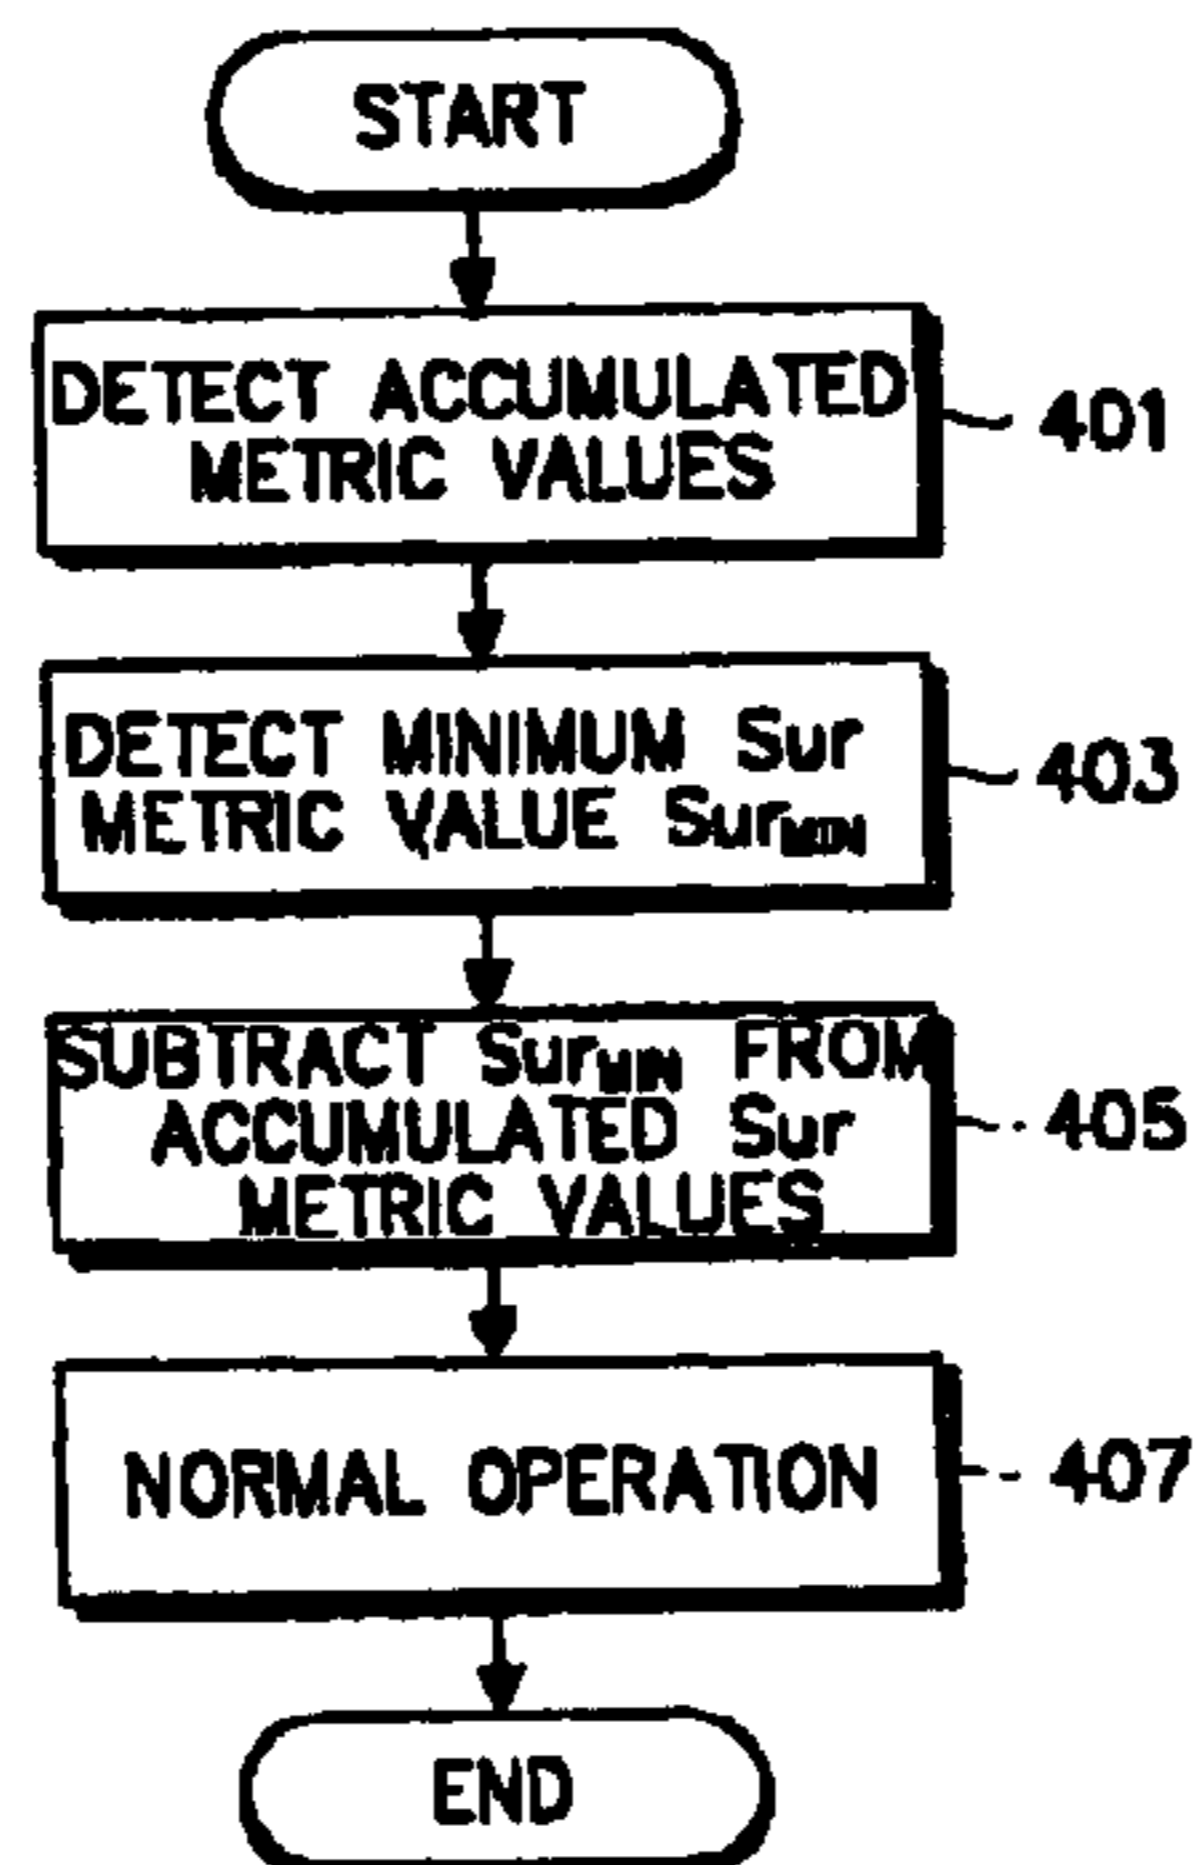 START
DETECT ACCUMULATED
METRIC VALUES
401
DETECT MINIMUM Sur
METRIC VALUE SurMIN
403
SUBTRACT SurMIN FROM
ACCUMULATED Sur
METRIC VALUES
405
NORMAL OPERATION
407
END